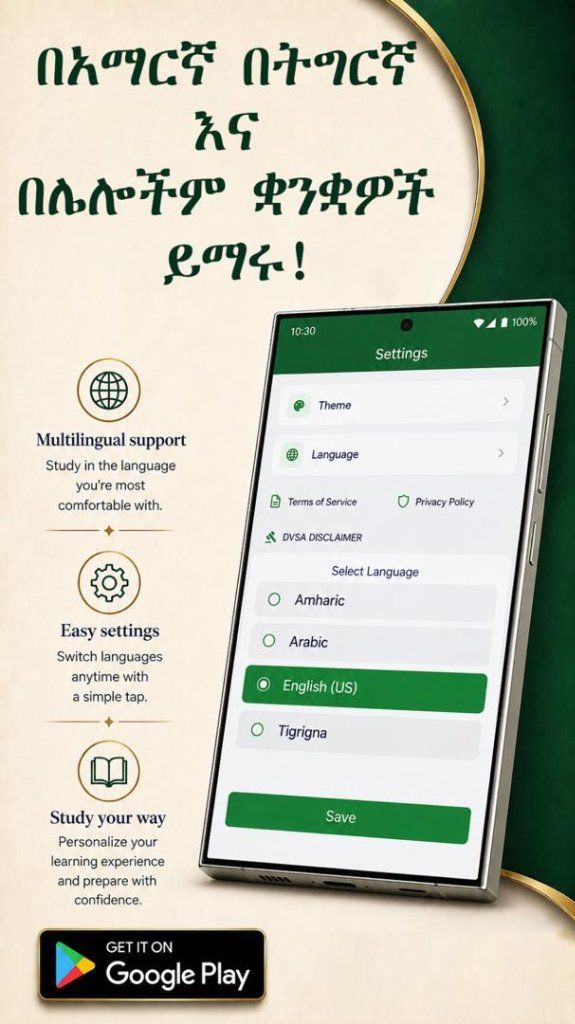 በአማርኛ በትግርኛ
እና
በሌሎችም ቋንቋዎች
ይማሩ!
Multilingual support
Study in the language
you're most
comfortable with.
Easy settings
Switch languages
anytime with
a simple tap.
Study your way
Personalize your
learning experience
and prepare with
confidence.
10:30
100%
Settings
Theme
Language
Terms of Service
Privacy Policy
DVSA DISCLAIMER
Select Language
Amharic
Arabic
English (US)
Tigrigna
Save
GET IT ON
Google Play